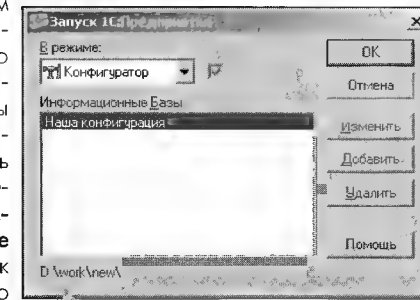 Запуск 1С:Предприятия
В режиме:
Конфигуратор
OK
Отмена
Информационные Базы
Наша конфигурация
Изменить
Добавить
Удалить
Помощь
D:\work\new\